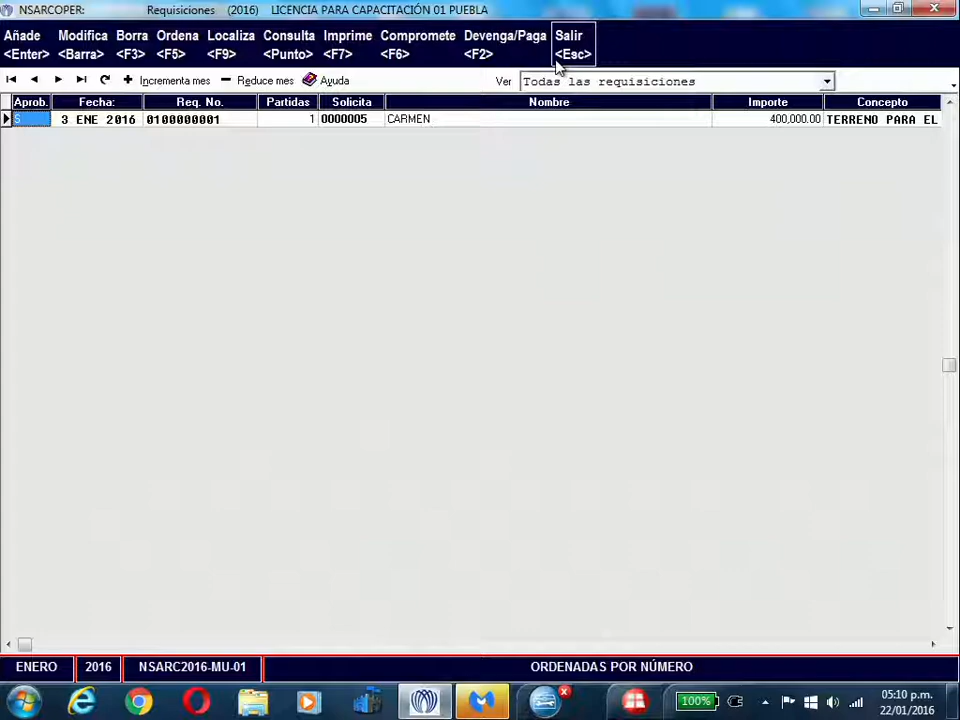 NSARCOPER: Requisiciones (2016) LICENCIA PARA CAPACITACIÓN 01 PUEBLA
Añade Modifica Borra Ordena Localiza Consulta Imprime Compromete Devenga/Paga Salir
<Enter> <Barra> <F3> <F5> <F9> <Punto> <F7> <F6> <F2> <Esc>
Incrementa mes Reduce mes Ayuda Ver Todas las requisiciones
Aprob. Fecha: Req. No. Partidas Solicita Nombre Importe Concepto
S 3 ENE 2016 0100000001 1 0000005 CARMEN 400,000.00 TERRENO PARA EL
ENERO 2016 NSARC2016-MU-01 ORDENADAS POR NÚMERO
100% 05:10 p.m.
22/01/2016